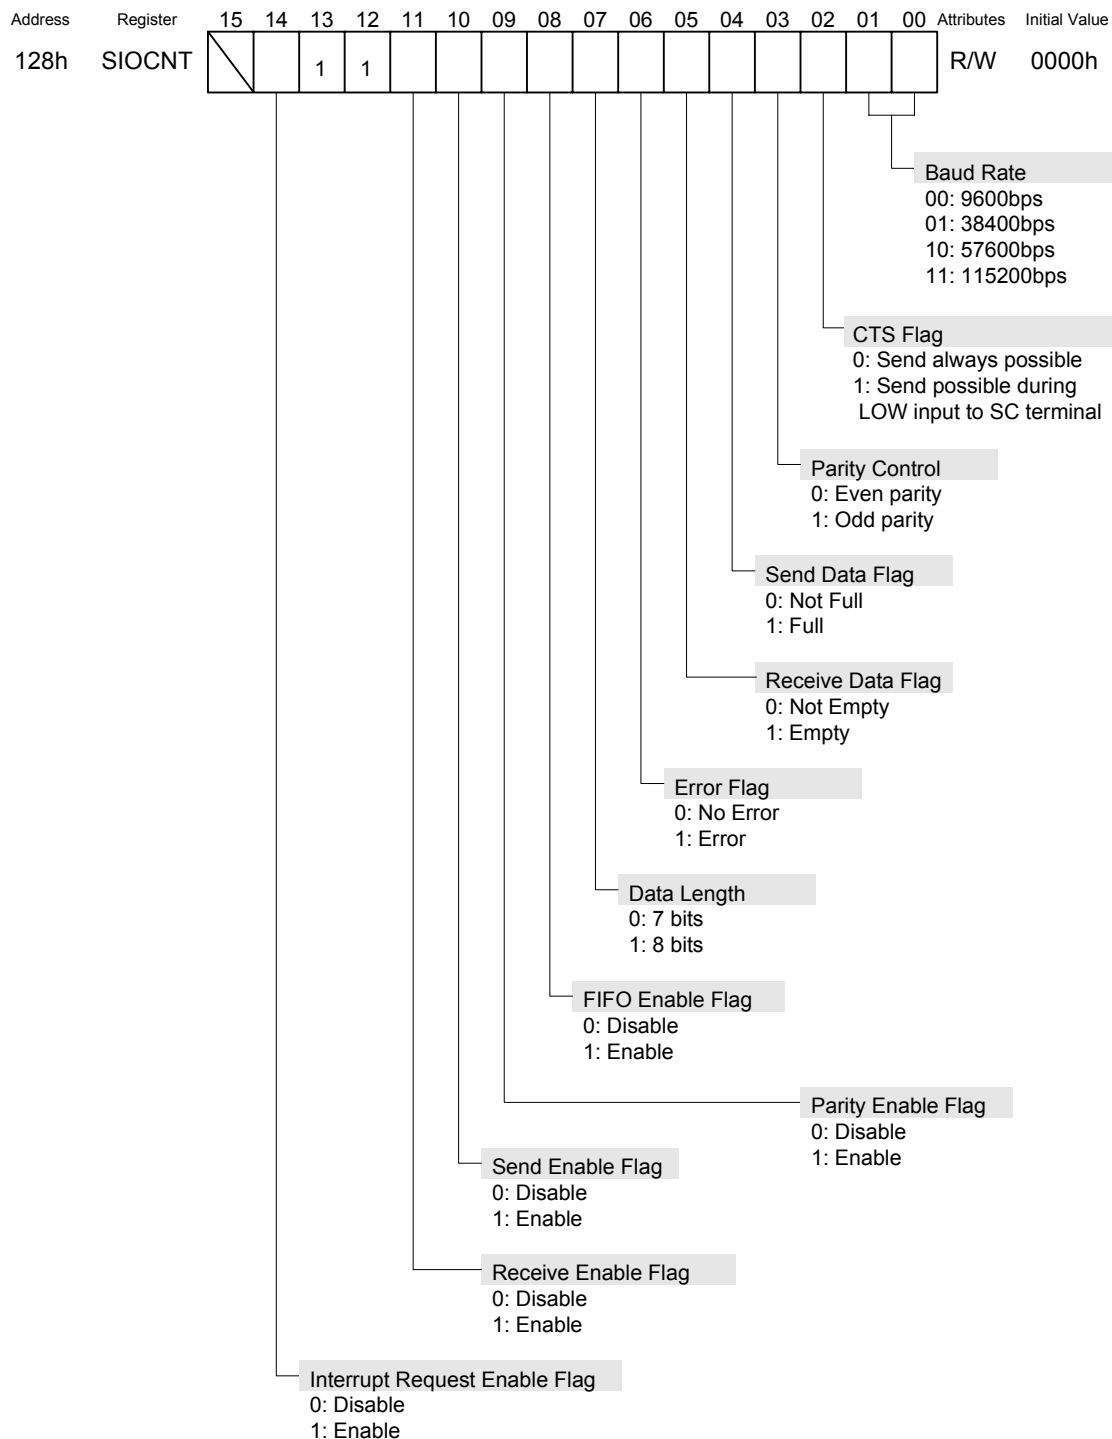 Address Register 15 14 13 12 11 10 09 08 07 06 05 04 03 02 01 00 Attributes Initial Value
128h SIOCNT 1 1 R/W 0000h
Baud Rate
00: 9600bps
01: 38400bps
10: 57600bps
11: 115200bps
CTS Flag
0: Send always possible
1: Send possible during
LOW input to SC terminal
Parity Control
0: Even parity
1: Odd parity
Send Data Flag
0: Not Full
1: Full
Receive Data Flag
0: Not Empty
1: Empty
Error Flag
0: No Error
1: Error
Data Length
0: 7 bits
1: 8 bits
FIFO Enable Flag
0: Disable
1: Enable
Parity Enable Flag
0: Disable
1: Enable
Send Enable Flag
0: Disable
1: Enable
Receive Enable Flag
0: Disable
1: Enable
Interrupt Request Enable Flag
0: Disable
1: Enable